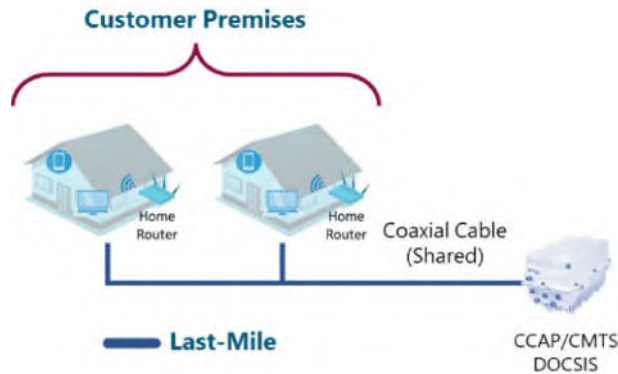 Customer Premises
Home
Router
Home
Router
Coaxial Cable
(Shared)
Last-Mile
CCAP/CMTS
DOCSIS